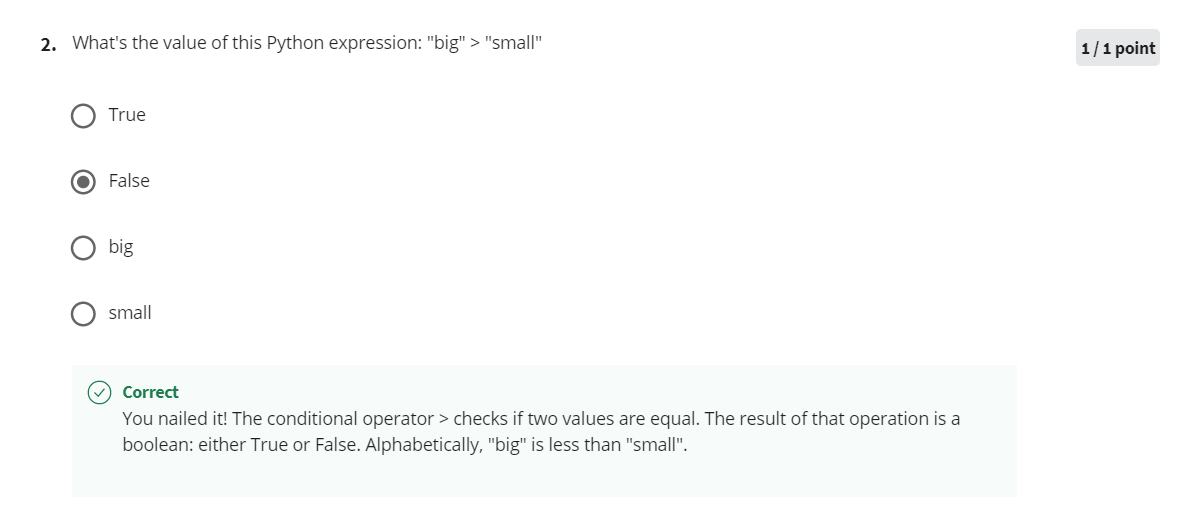 2. What's the value of this Python expression: "big" > "small"
1 / 1 point
True
False
big
small
Correct
You nailed it! The conditional operator > checks if two values are equal. The result of that operation is a
boolean: either True or False. Alphabetically, "big" is less than "small".